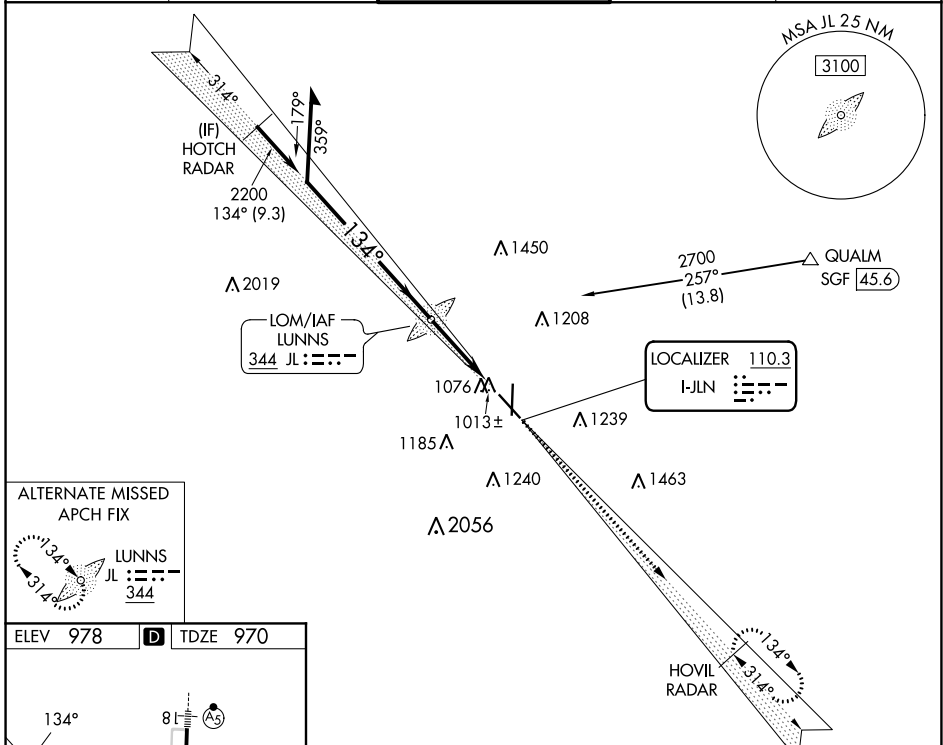 MSA JL 25 NM
3100
314°
179°
359°
(IF)
HOTCH
RADAR
2200
134° (9.3)
134°
1450
2700
257°
(13.8)
QUALM
SGF 45.6
2019
1208
LOM/IAF
LUNNS
344 JL
LOCALIZER 110.3
I-JLN
1076
1013±
1239
1185
1240
1463
2056
ALTERNATE MISSED
APCH FIX
134°
314°
LUNNS
JL
344
HOVIL
RADAR
134°
314°
ELEV 978 D TDZE 970
134°
18
A5